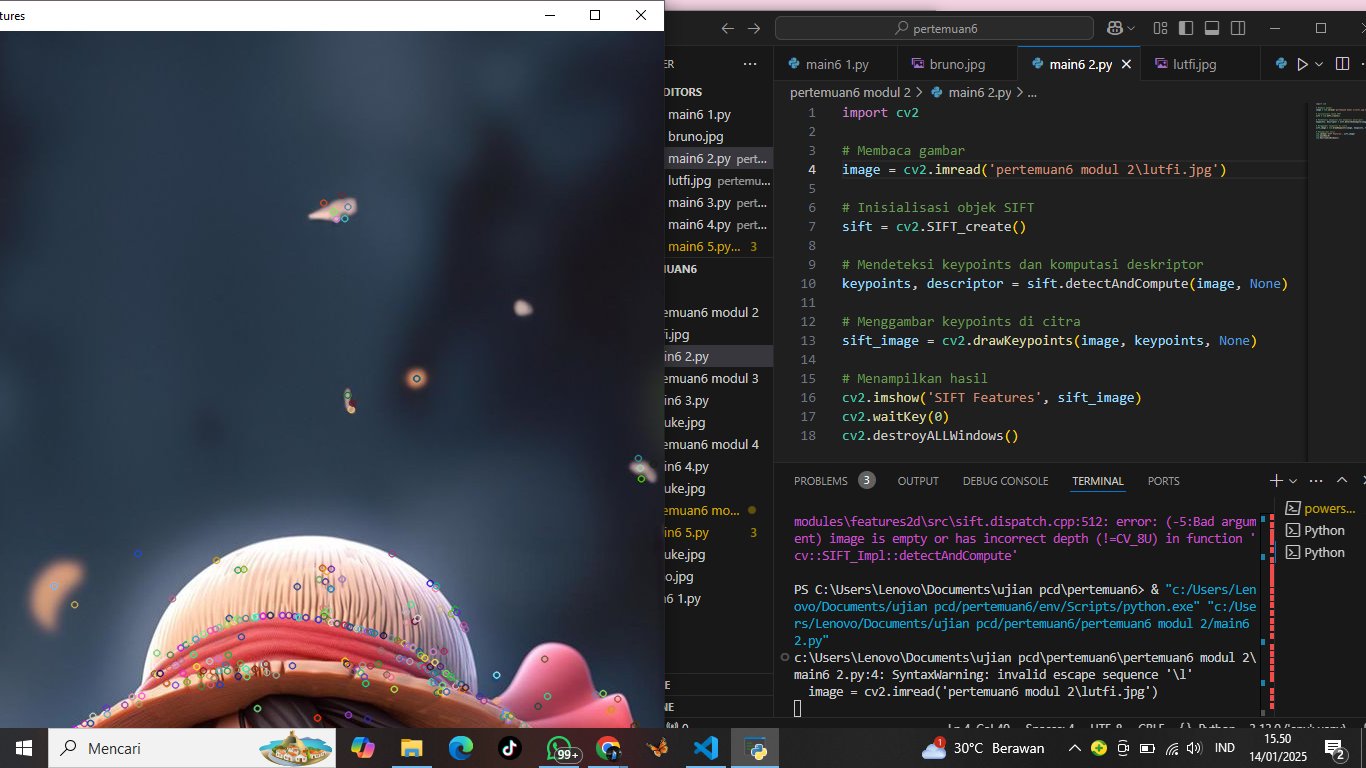 tures
pertemuan6
ER
main6 1.py
bruno.jpg
main6 2.py
lutfi.jpg
DITORS
main6 1.py
bruno.jpg
main6 2.py pert...
lutfi.jpg pertemu...
main6 3.py pert...
main6 4.py pert...
main6 5.py... 3
UAN6
emuan6 modul 2
fi.jpg
in6 2.py
emuan6 modul 3
in6 3.py
uke.jpg
emuan6 modul 4
in6 4.py
uke.jpg
emuan6 mo...
in6 5.py 3
uke.jpg
o.jpg
in6 1.py
E
NE
pertemuan6 modul 2 > main6 2.py > ...
1 import cv2
2
3 # Membaca gambar
4 image = cv2.imread('pertemuan6 modul 2\lutfi.jpg')
5
6 # Inisialisasi objek SIFT
7 sift = cv2.SIFT_create()
8
9 # Mendeteksi keypoints dan komputasi deskriptor
10 keypoints, descriptor = sift.detectAndCompute(image, None)
11
12 # Menggambar keypoints di citra
13 sift_image = cv2.drawKeypoints(image, keypoints, None)
14
15 # Menampilkan hasil
16 cv2.imshow('SIFT Features', sift_image)
17 cv2.waitKey(0)
18 cv2.destroyALLWindows()
PROBLEMS 3 OUTPUT DEBUG CONSOLE TERMINAL PORTS
modules\features2d\src\sift.dispatch.cpp:512: error: (-5:Bad argum
ent) image is empty or has incorrect depth (!=CV_8U) in function '
cv::SIFT_Impl::detectAndCompute'
PS C:\Users\Lenovo\Documents\ujian pcd\pertemuan6> & "c:/Users/Len
ovo/Documents/ujian pcd/pertemuan6/env/Scripts/python.exe" "c:/Use
rs/Lenovo/Documents/ujian pcd/pertemuan6/pertemuan6 modul 2/main6
2.py"
c:\Users\Lenovo\Documents\ujian pcd\pertemuan6\pertemuan6 modul 2\
main6 2.py:4: SyntaxWarning: invalid escape sequence '\l'
image = cv2.imread('pertemuan6 modul 2\lutfi.jpg')
powers...
Python
Python
Mencari
99+
1
30°C Berawan
IND
15.50
14/01/2025
2